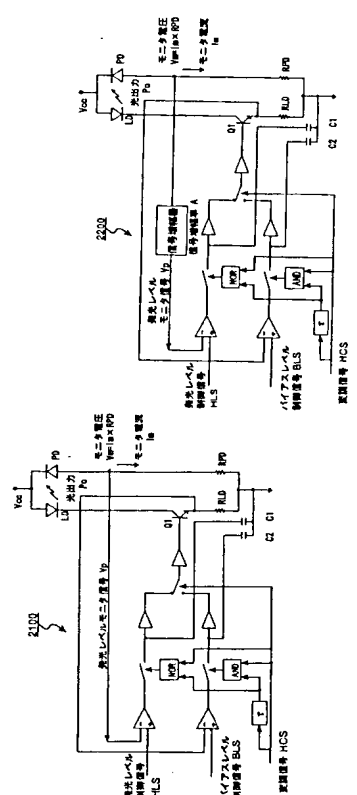 2100
Vcc
PD
LD
光出力
Po
モニタ電圧
Vm=Im×RPD
モニタ電流
Im
発光レベルモニタ信号 Vp
Q1
RPD
RLD
C2
C1
NOR
AND
τ
発光レベル
制御信号
HLS
バイアスレベル
制御信号 BLS
変調信号 HCS
2200
Vcc
PD
LD
光出力
Po
モニタ電圧
Vm=Im×RPD
モニタ電流
Im
信号増幅器
信号増幅率 A
発光レベル
モニタ信号 Vp
Q1
RPD
RLD
C2
C1
NOR
AND
τ
発光レベル
制御信号
HLS
バイアスレベル
制御信号 BLS
変調信号 HCS